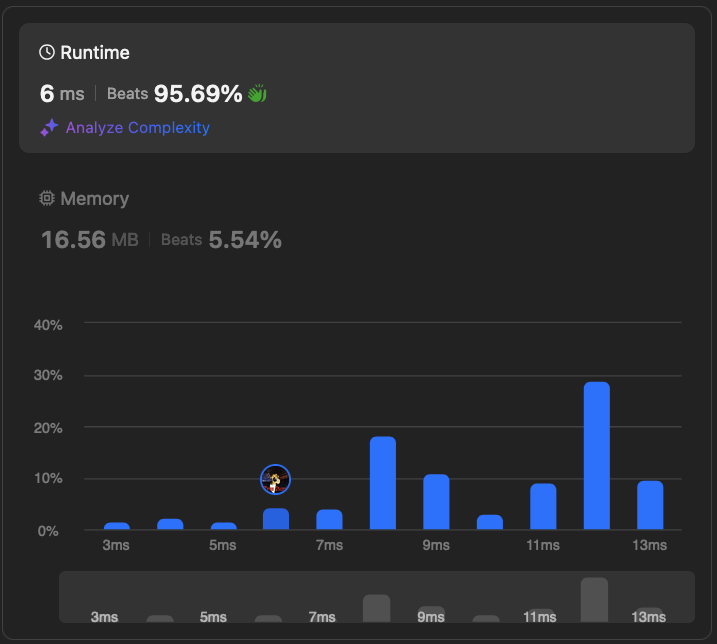 Runtime
6 ms | Beats 95.69%
Analyze Complexity
Memory
16.56 MB | Beats 5.54%
40%
30%
20%
10%
0%
3ms 5ms 7ms 9ms 11ms 13ms
3ms 5ms 7ms 9ms 11ms 13ms